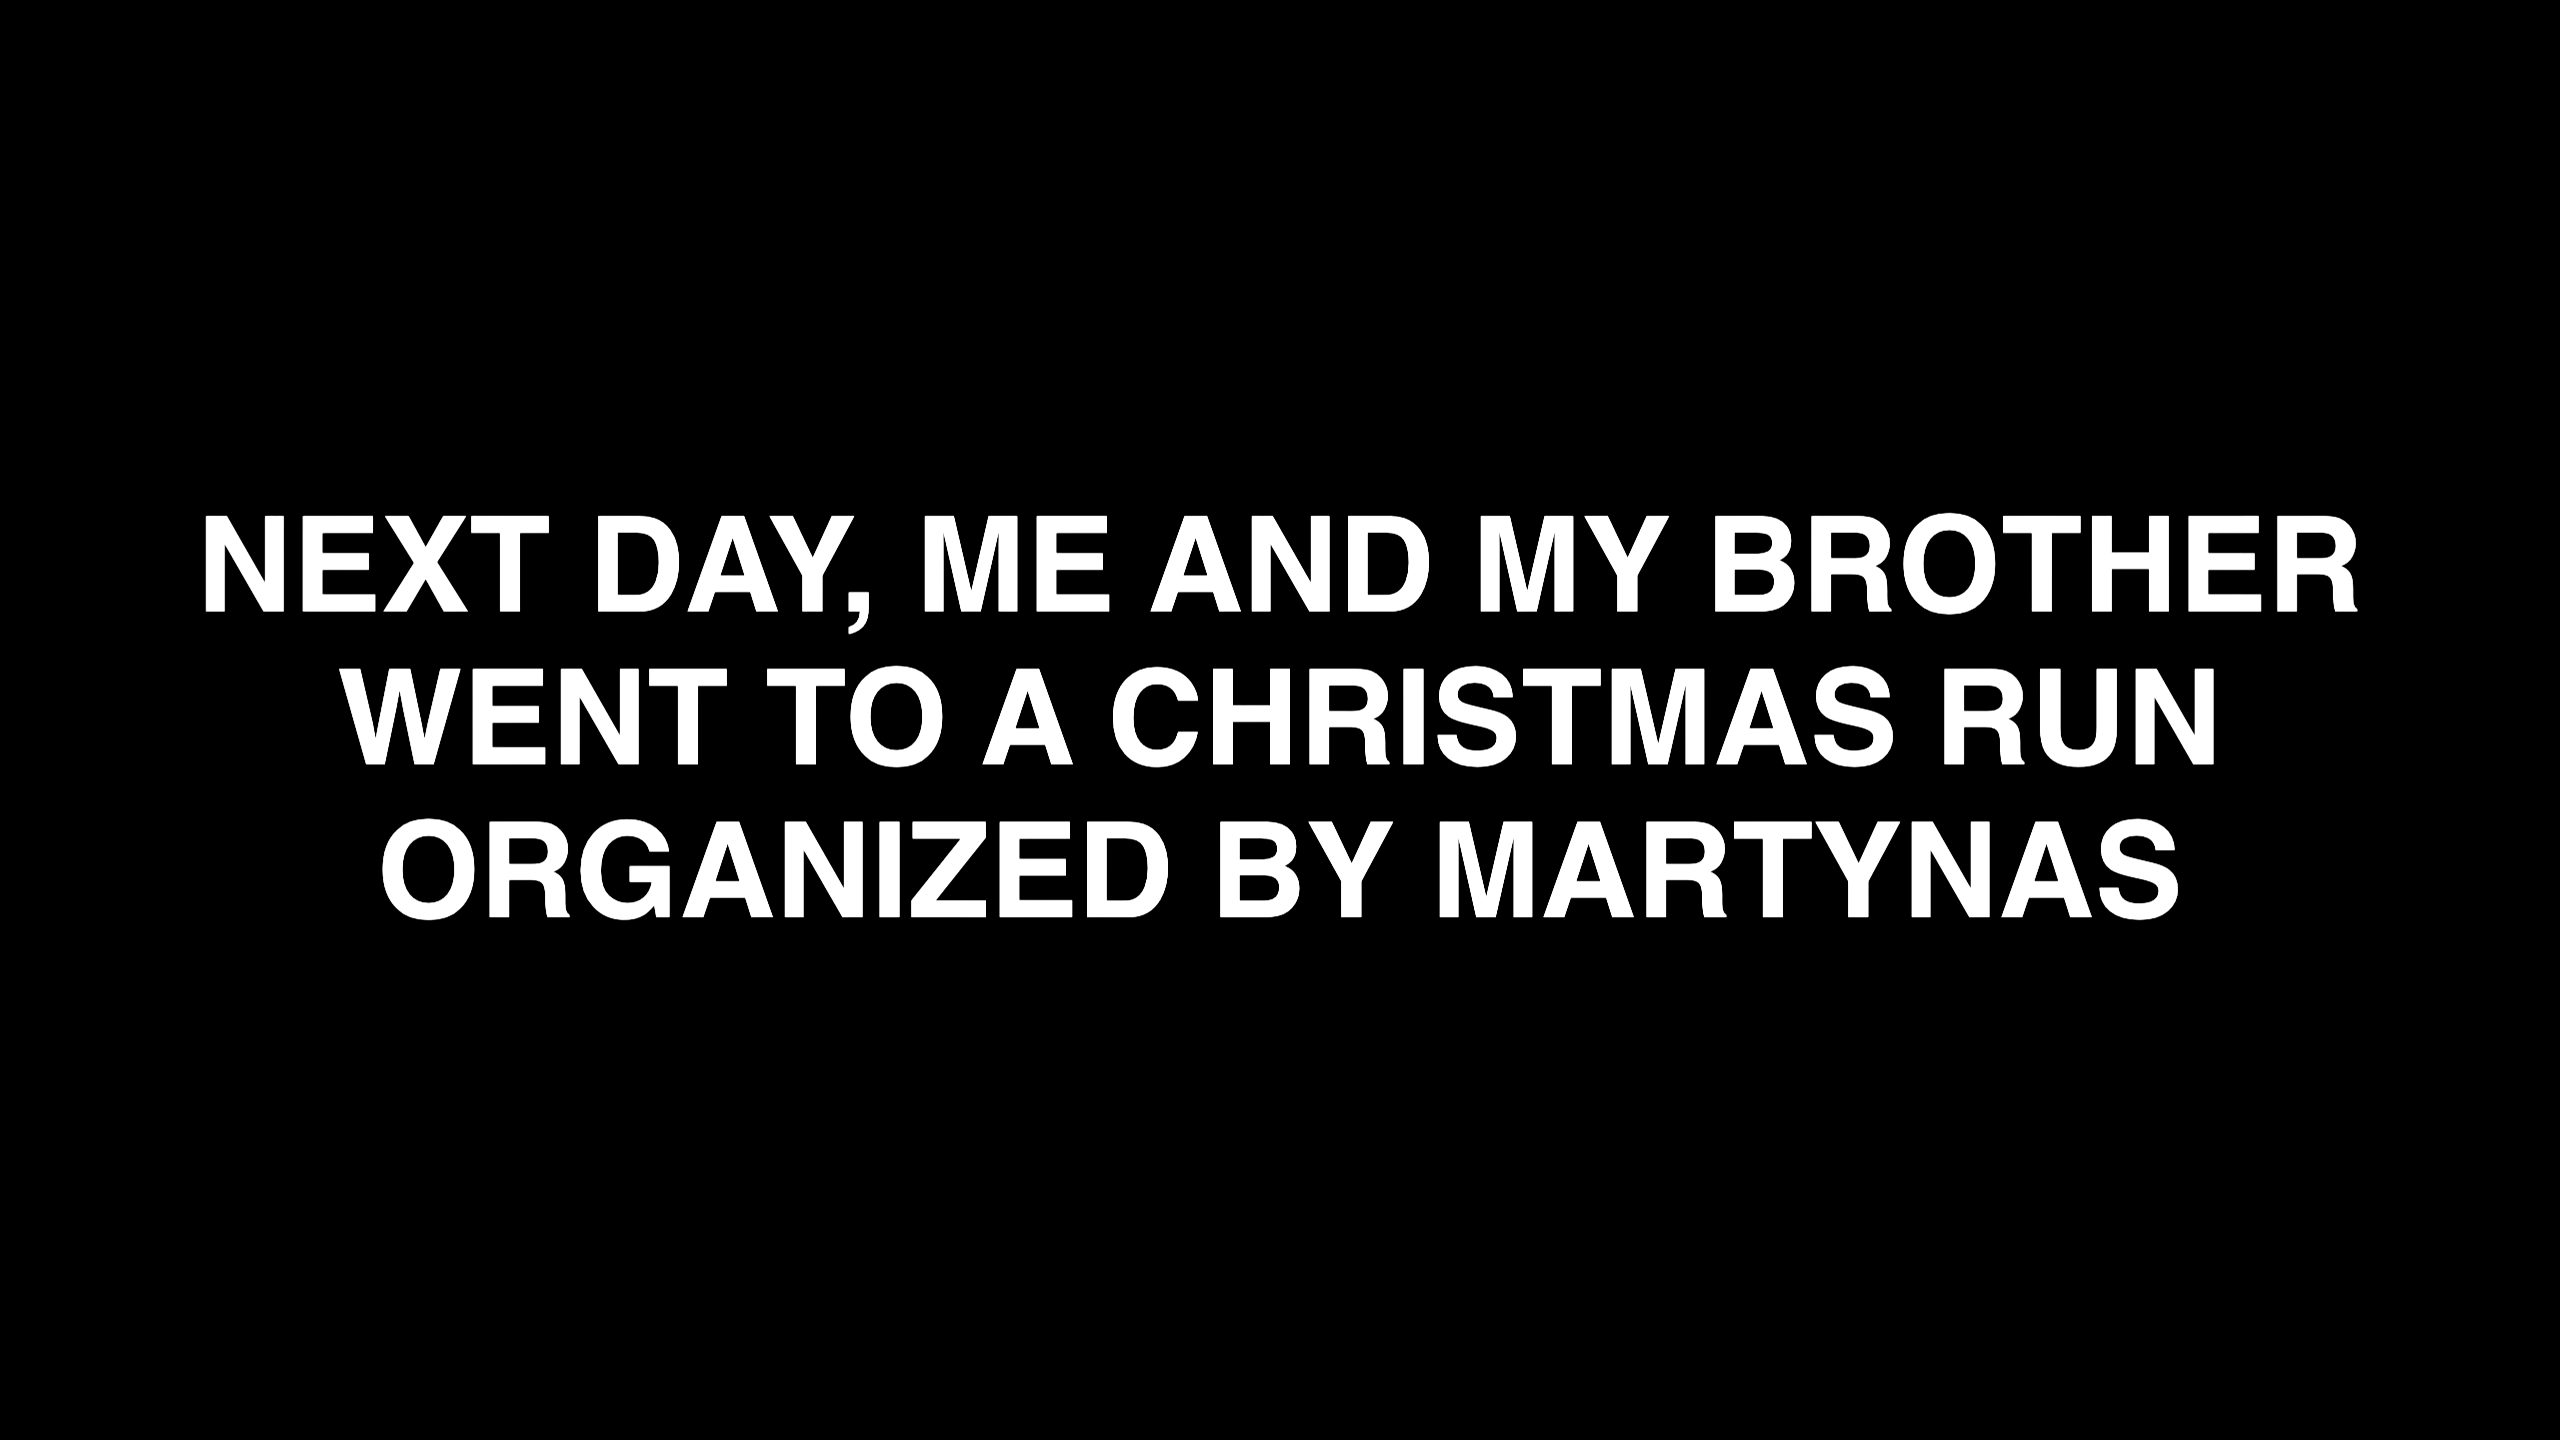 NEXT DAY, ME AND MY BROTHER
WENT TO A CHRISTMAS RUN
ORGANIZED BY MARTYNAS